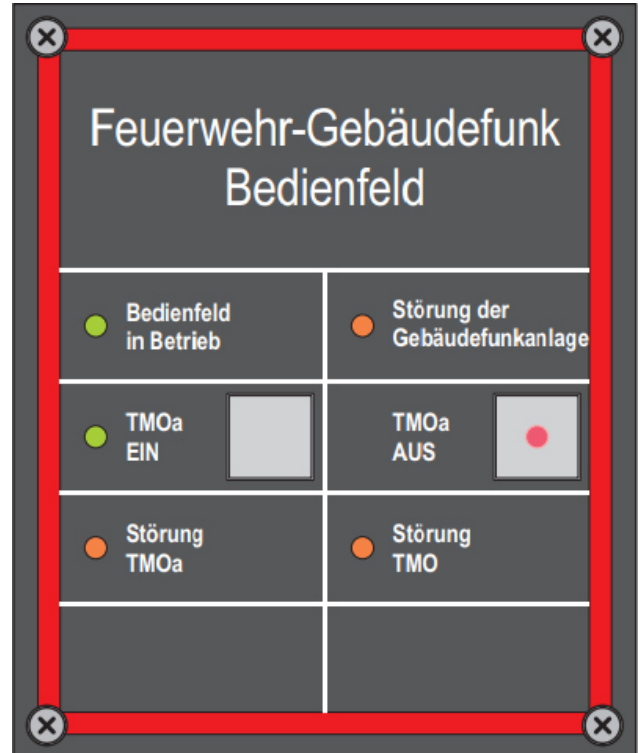 Feuerwehr-Gebäudefunk
Bedienfeld
Bedienfeld
in Betrieb
Störung der
Gebäudefunkanlage
TMOa
EIN
TMOa
AUS
Störung
TMOa
Störung
TMO